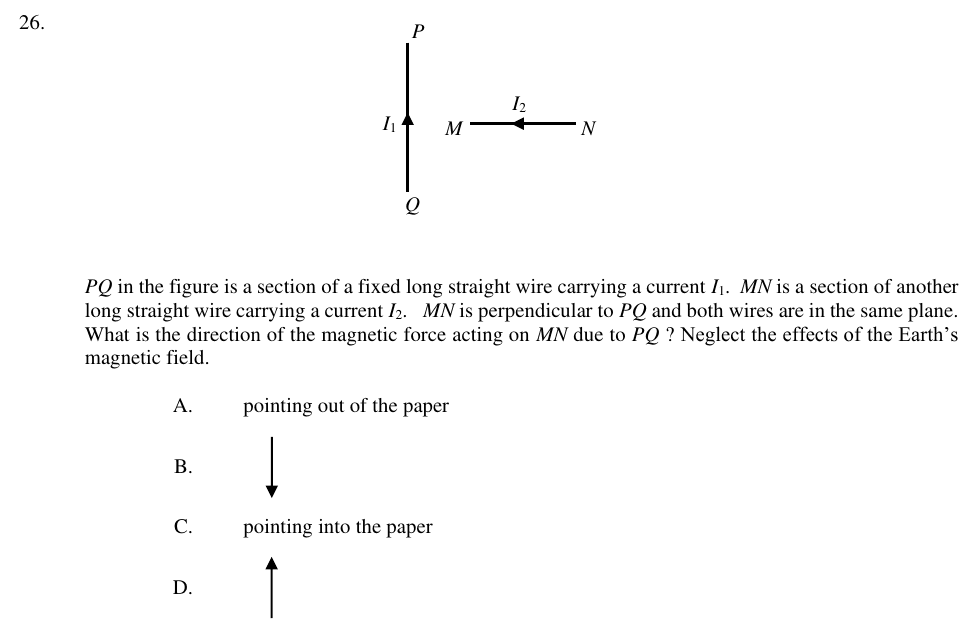 26.
P
I₂
I₁
M
N
Q
PQ in the figure is a section of a fixed long straight wire carrying a current I₁. MN is a section of another
long straight wire carrying a current I₂. MN is perpendicular to PQ and both wires are in the same plane.
What is the direction of the magnetic force acting on MN due to PQ ? Neglect the effects of the Earth's
magnetic field.
A. pointing out of the paper
B.
C. pointing into the paper
D.